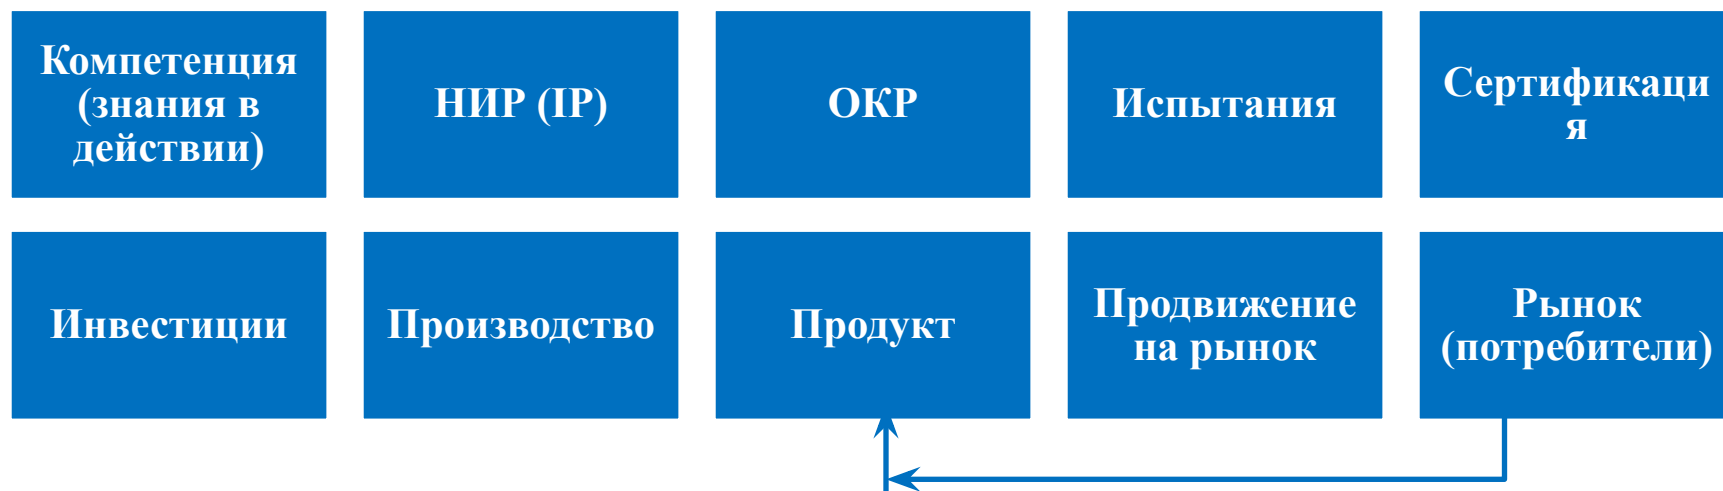 Компетенция
(знания в
действии)
НИР (IP)
ОКР
Испытания
Сертификаци
я
Инвестиции
Производство
Продукт
Продвижение
на рынок
Рынок
(потребители)